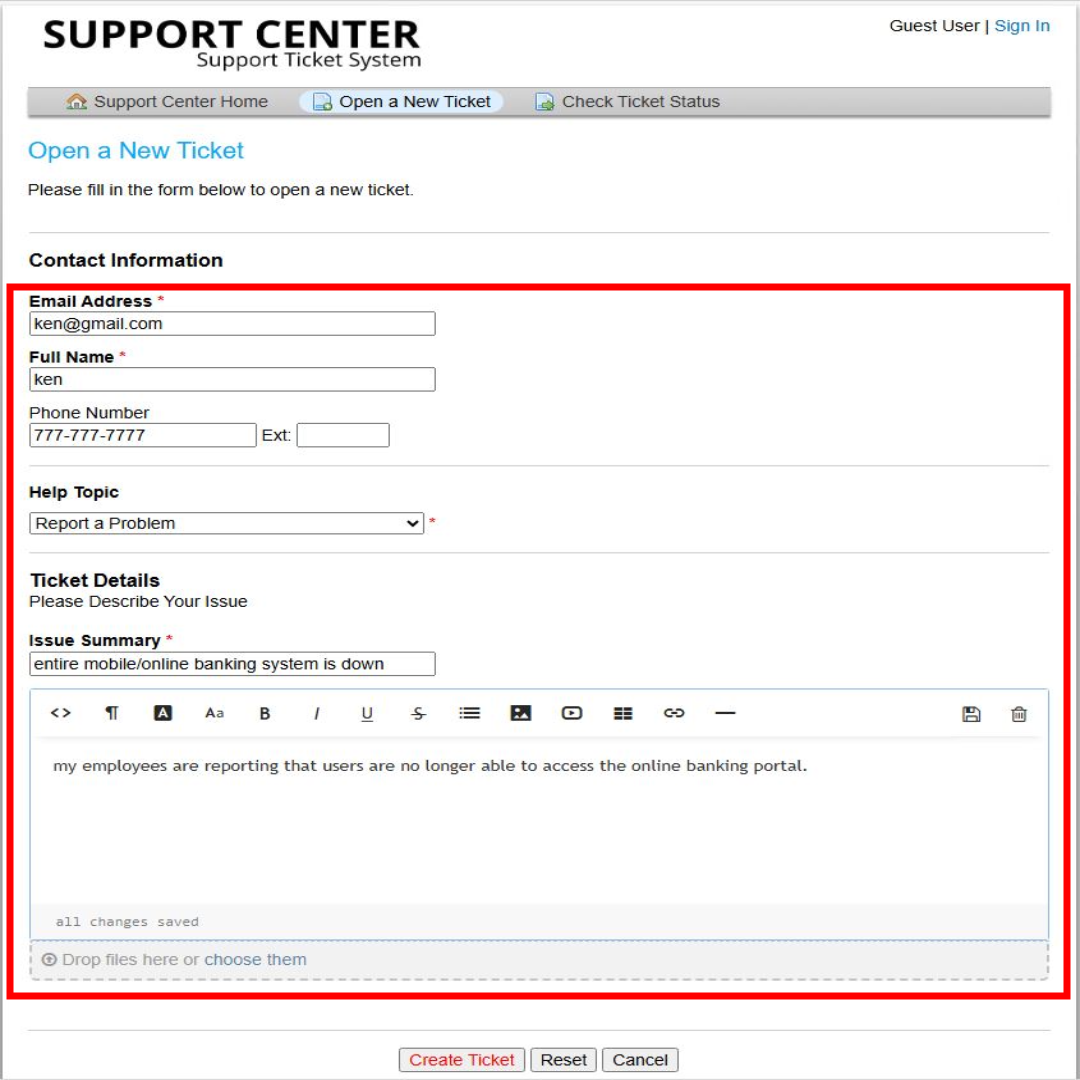 SUPPORT CENTER
Support Ticket System
Guest User | Sign In
Support Center Home
Open a New Ticket
Check Ticket Status
Open a New Ticket
Please fill in the form below to open a new ticket.
Contact Information
Email Address *
ken@gmail.com
Full Name *
ken
Phone Number
777-777-7777 Ext:
Help Topic
Report a Problem *
Ticket Details
Please Describe Your Issue
Issue Summary *
entire mobile/online banking system is down
<> ¶ A Aa B I U S
my employees are reporting that users are no longer able to access the online banking portal.
all changes saved
Drop files here or choose them
Create Ticket Reset Cancel